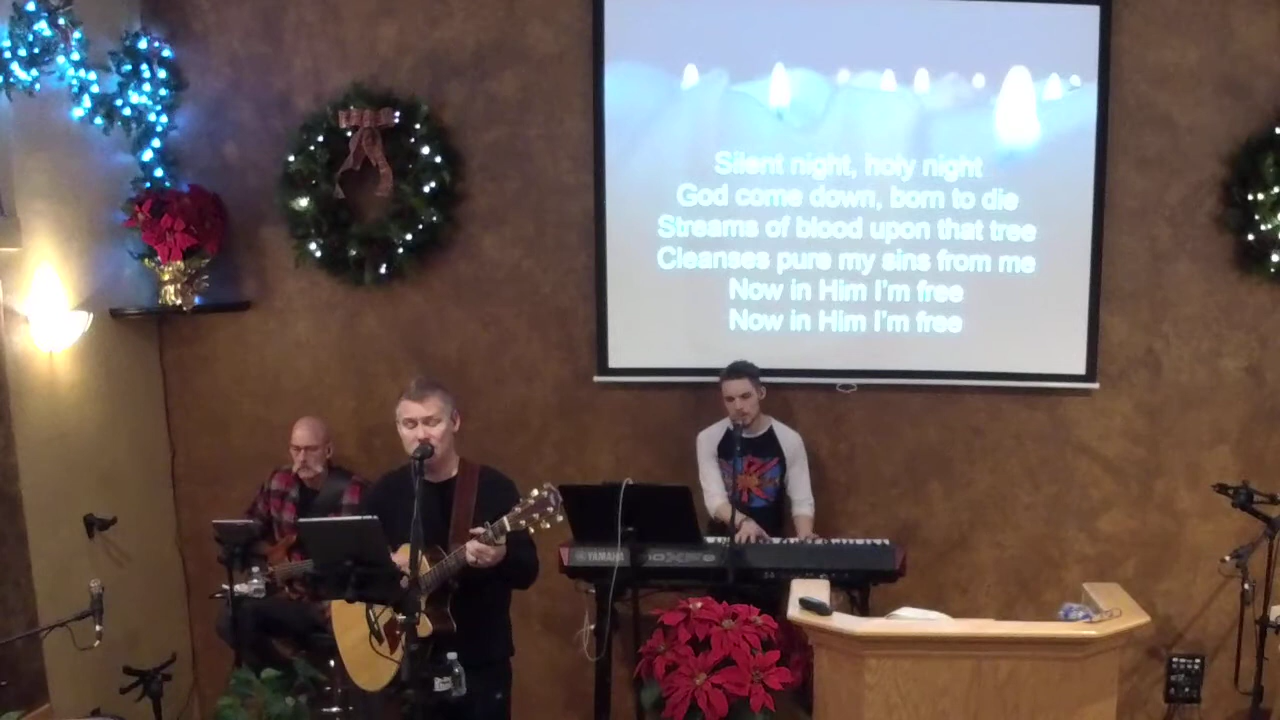 Silent night, holy night
God come down, born to die
Streams of blood upon that tree
Cleanses pure my sins from me
Now in Him I'm free
Now in Him I'm free
YAMAHA